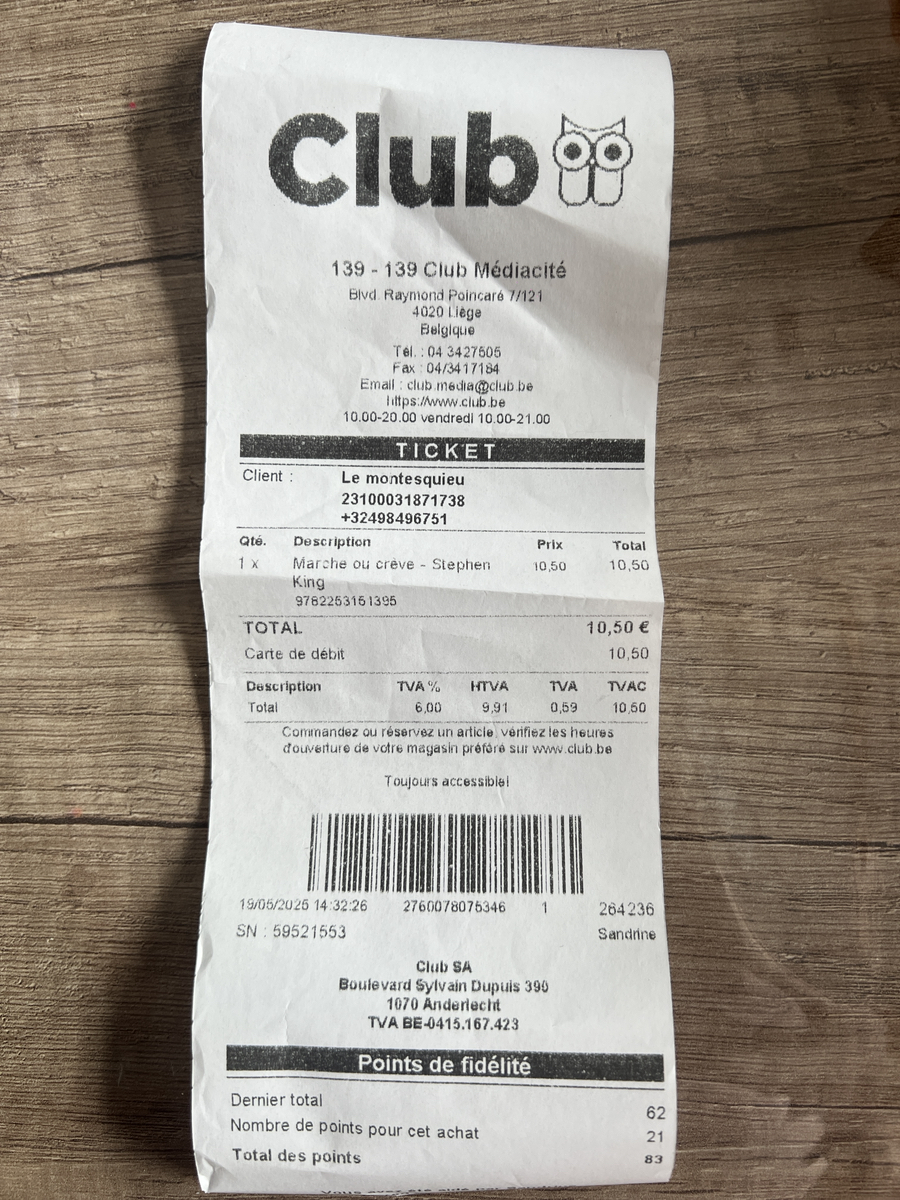 Club
139 - 139 Club Médiacité
Blvd. Raymond Poincaré 7/121
4020 Liège
Belgique
Tél. : 04 3427505
Fax : 04/3417184
Email : club.media@club.be
https://www.club.be
10.00-20.00 vendredi 10.00-21.00
TICKET
Client : Le montesquieu
23100031871738
+32498496751
Qté. Description Prix Total
1 x Marche ou crève - Stephen 10,50 10,50
King
9782253151395
TOTAL 10,50 €
Carte de débit 10,50
Description TVA % HTVA TVA TVAC
Total 6,00 9,91 0,59 10,50
Commandez ou réservez un article, vérifiez les heures
d'ouverture de votre magasin préféré sur www.club.be
Toujours accessible!
19/05/2025 14:32:26 2760078075346 1 264236
SN : 59521553 Sandrine
Club SA
Boulevard Sylvain Dupuis 390
1070 Anderlecht
TVA BE-0415.167.423
Points de fidélité
Dernier total 62
Nombre de points pour cet achat 21
Total des points 83